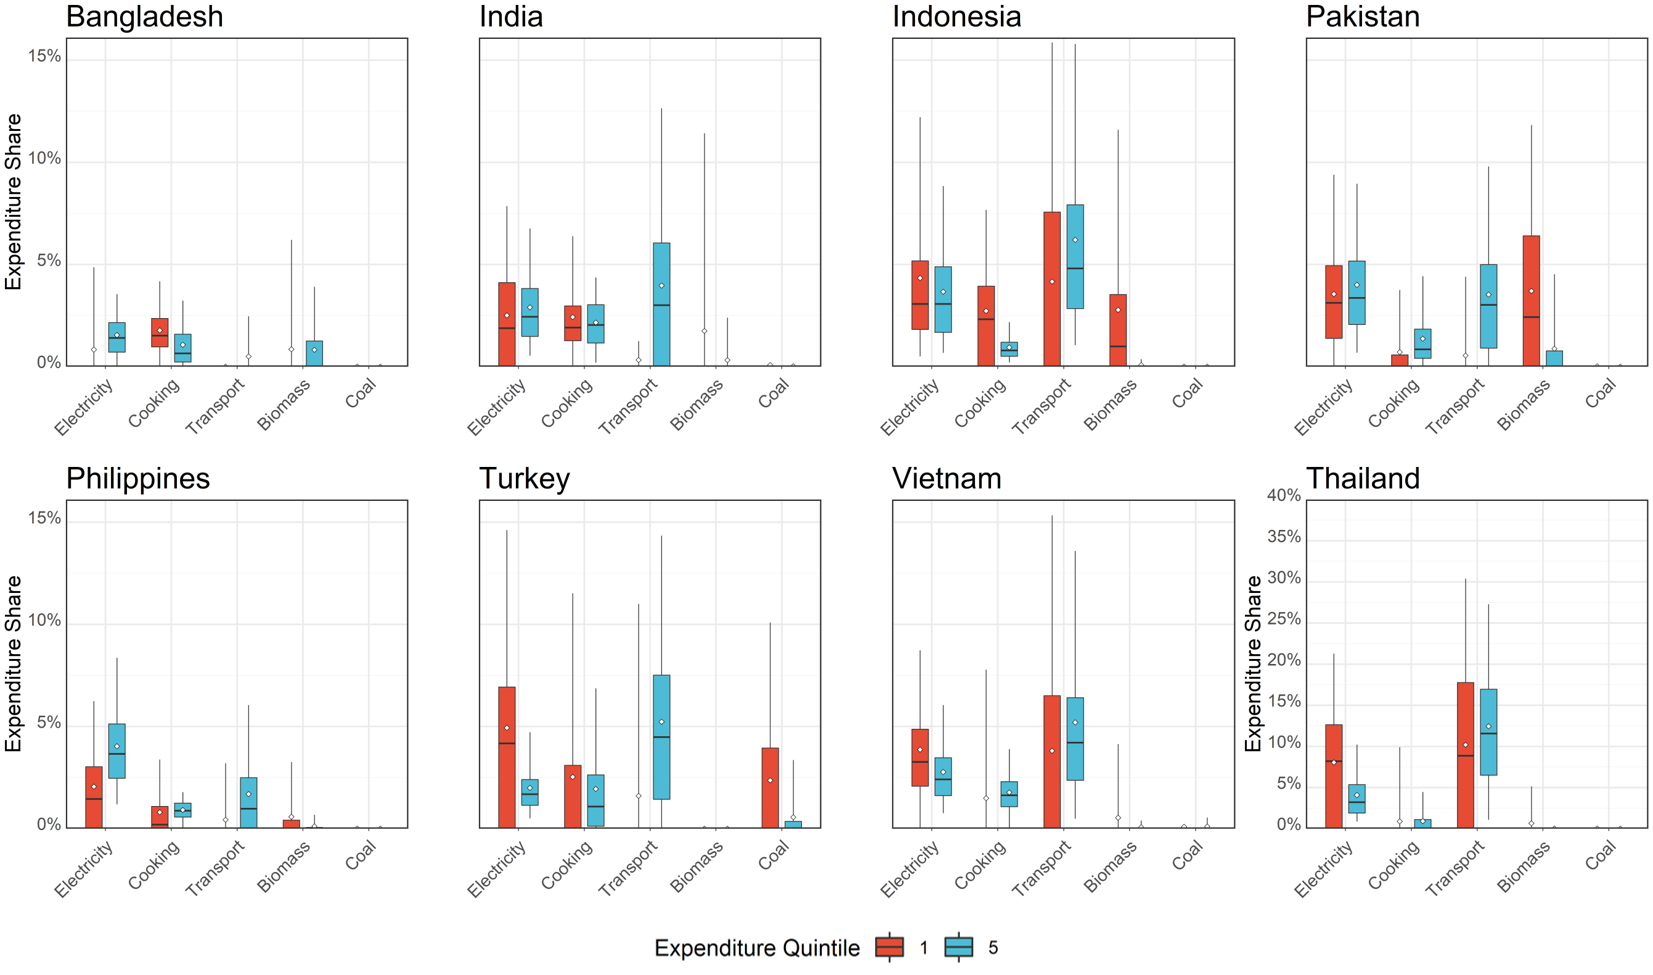 Bangladesh
India
Indonesia
Pakistan
Expenditure Share
15%
10%
5%
0%
Electricity
Cooking
Transport
Biomass
Coal
Electricity
Cooking
Transport
Biomass
Coal
Electricity
Cooking
Transport
Biomass
Coal
Electricity
Cooking
Transport
Biomass
Coal
Philippines
Turkey
Vietnam
Thailand
Expenditure Share
15%
10%
5%
0%
Electricity
Cooking
Transport
Biomass
Coal
Electricity
Cooking
Transport
Biomass
Coal
Electricity
Cooking
Transport
Biomass
Coal
Expenditure Share
40%
35%
30%
25%
20%
15%
10%
5%
0%
Electricity
Cooking
Transport
Biomass
Coal
Expenditure Quintile 1 5